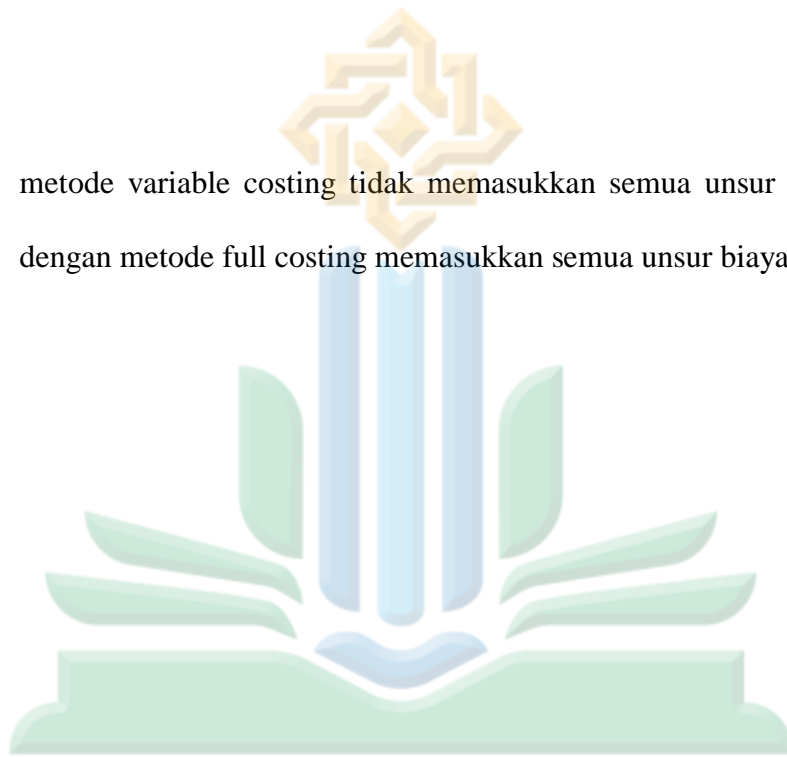 metode variable costing tidak memasukkan semua unsur
dengan metode full costing memasukkan semua unsur biaya